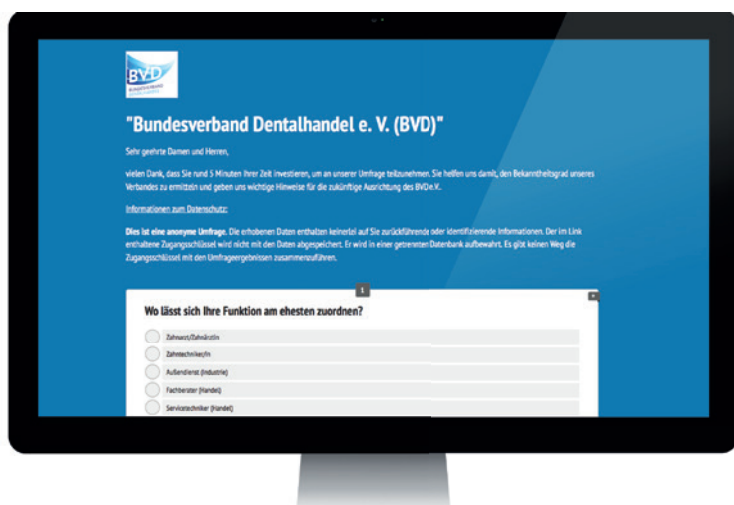 BVD
"Bundesverband Dentalhandel e. V. (BVD)"
Sehr geehrte Damen und Herren,
vielen Dank, dass Sie rund 5 Minuten Ihrer Zeit investieren, um an unserer Umfrage teilzunehmen. Sie helfen uns damit, den Bekanntheitsgrad unseres
Verbandes zu ermitteln und geben uns wichtige Hinweise für die zukünftige Ausrichtung des BVD e.V.
Informationen zum Datenschutz:
Dies ist eine anonyme Umfrage. Die erhobenen Daten enthalten keinerlei auf Sie zurückführende oder identifizierende Informationen. Der im Link
enthaltene Zugangsschlüssel wird nicht mit den Daten abgespeichert. Er wird in einer getrennten Datenbank aufbewahrt. Es gibt keinen Weg die
Zugangsschlüssel mit den Umfrageergebnissen zusammenzuführen.
1
Wo lässt sich Ihre Funktion am ehesten zuordnen?
Zahnarzt/Zahnärztin
Zahntechniker/in
Außendienst (Industrie)
Fachberater (Handel)
Servicetechniker (Handel)